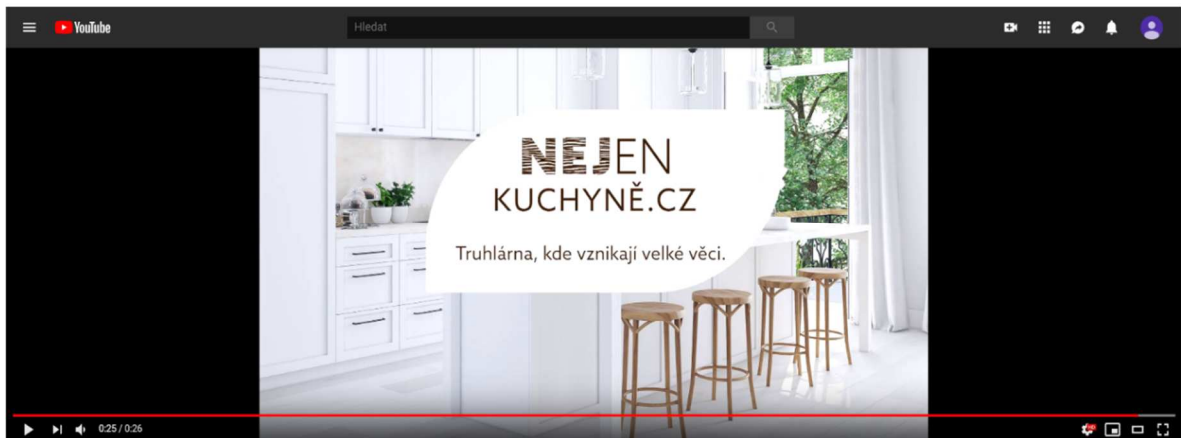 YouTube
Hledat
NEJEN
KUCHYNĚ.CZ
Truhlárna, kde vznikají velké věci.
0:25 / 0:26